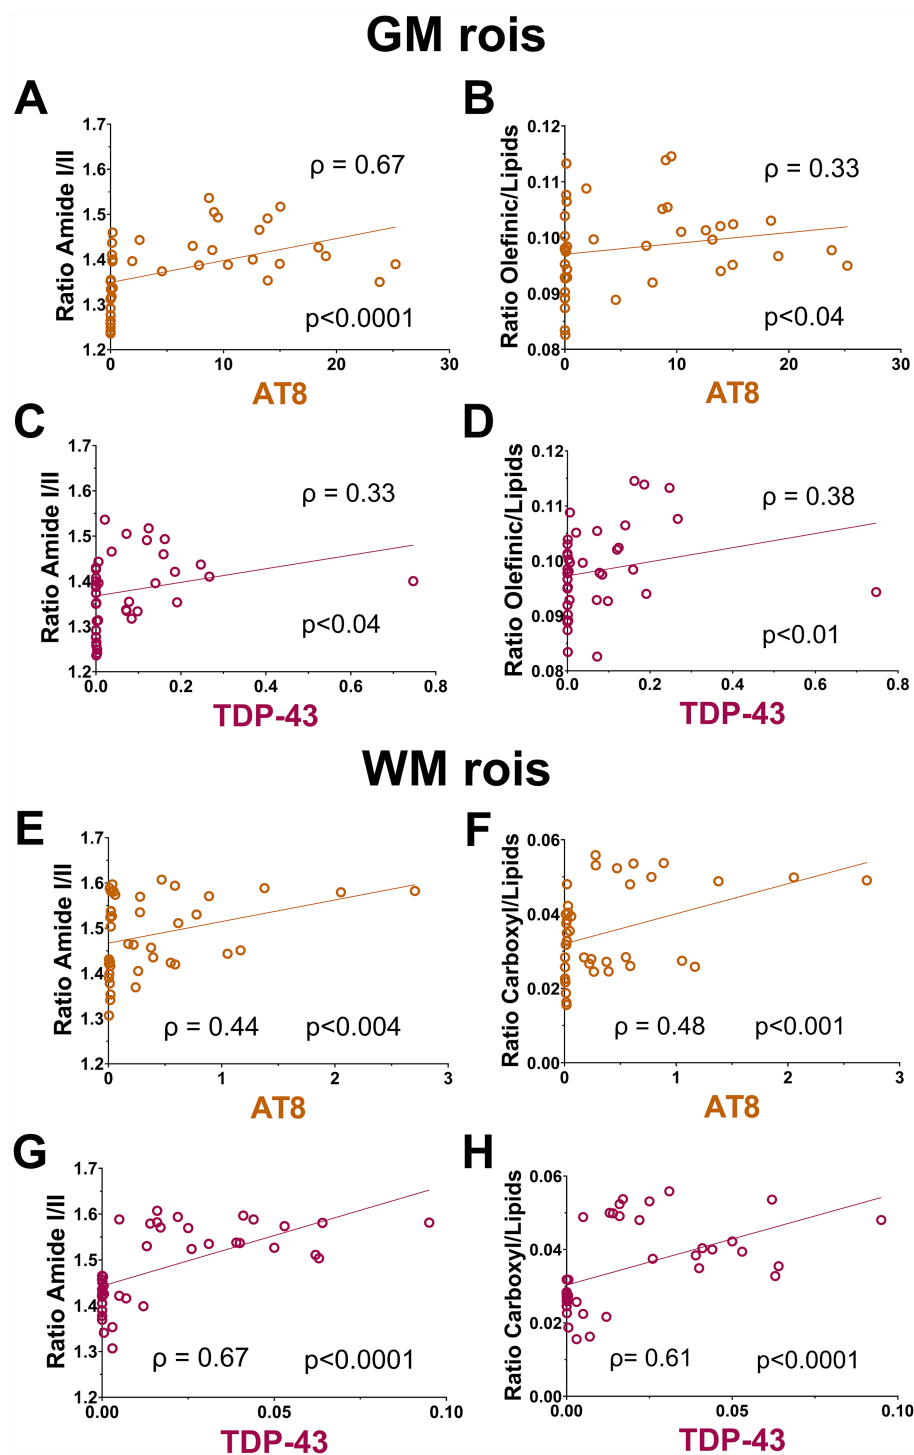 GM rois
A
1.7
1.6
1.5
1.4
1.3
1.2
Ratio Amide I/II
ρ = 0.67
p<0.0001
0 10 20 30
AT8
B
0.12
0.11
0.10
0.09
0.08
Ratio Olefinic/Lipids
ρ = 0.33
p<0.04
0 10 20 30
AT8
C
1.7
1.6
1.5
1.4
1.3
1.2
Ratio Amide I/II
ρ = 0.33
p<0.04
0.0 0.2 0.4 0.6 0.8
TDP-43
D
0.12
0.11
0.10
0.09
0.08
Ratio Olefinic/Lipids
ρ = 0.38
p<0.01
0.0 0.2 0.4 0.6 0.8
TDP-43
WM rois
E
1.7
1.6
1.5
1.4
1.3
1.2
Ratio Amide I/II
ρ = 0.44 p<0.004
0 1 2 3
AT8
F
0.06
0.04
0.02
0.00
Ratio Carboxyl/Lipids
ρ = 0.48 p<0.001
0 1 2 3
AT8
G
1.7
1.6
1.5
1.4
1.3
1.2
Ratio Amide I/II
ρ = 0.67 p<0.0001
0.00 0.05 0.10
TDP-43
H
0.06
0.04
0.02
0.00
Ratio Carboxyl/Lipids
ρ= 0.61 p<0.0001
0.00 0.05 0.10
TDP-43